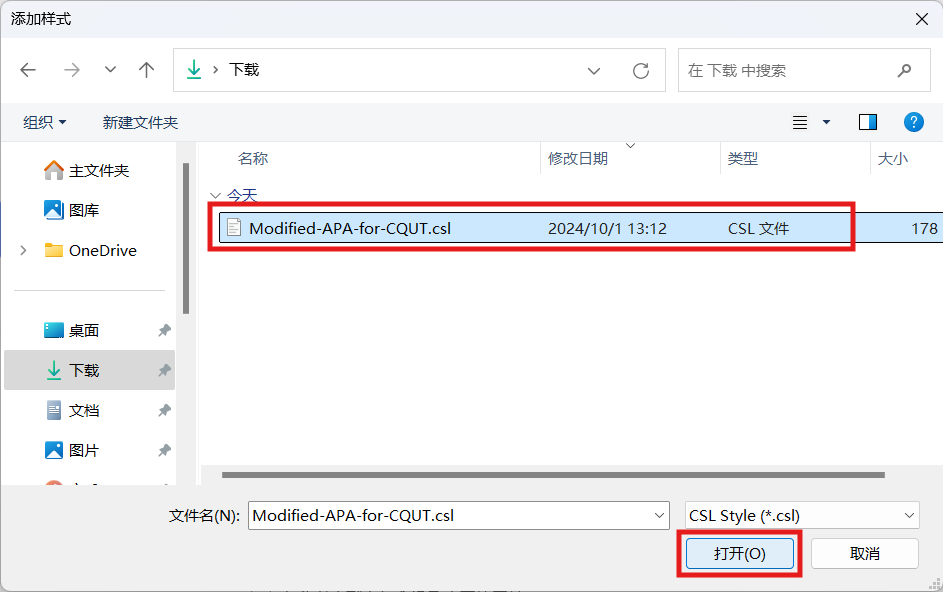 添加样式
下载
在 下载 中搜索
组织
新建文件夹
名称 修改日期 类型 大小
今天
Modified-APA-for-CQUT.csl 2024/10/1 13:12 CSL 文件 178
主文件夹
图库
OneDrive
桌面
下载
文档
图片
文件名(N): Modified-APA-for-CQUT.csl CSL Style (*.csl)
打开(O) 取消